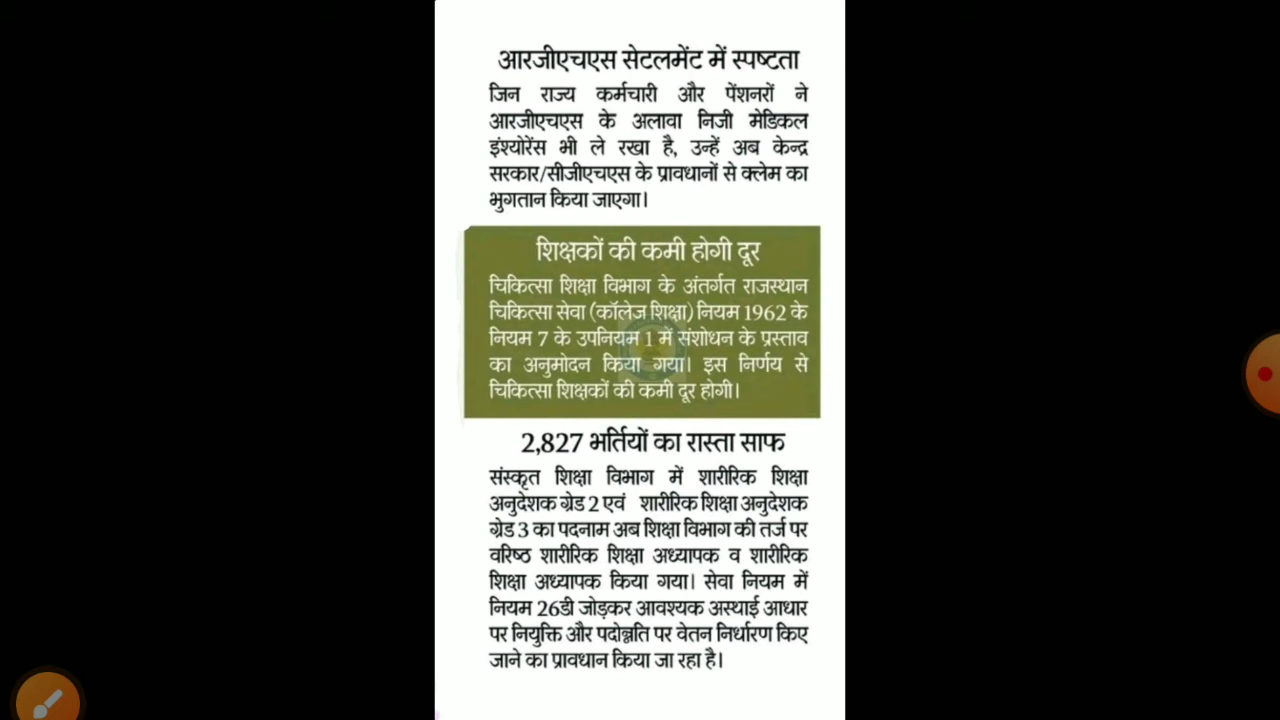 आरजीएचएस सेटलमेंट में स्पष्टता
जिन राज्य कर्मचारी और पेंशनरों ने
आरजीएचएस के अलावा निजी मेडिकल
इंश्योरेंस भी ले रखा है, उन्हें अब केन्द्र
सरकार/सीजीएचएस के प्रावधानों से क्लेम का
भुगतान किया जाएगा।
शिक्षकों की कमी होगी दूर
चिकित्सा शिक्षा विभाग के अंतर्गत राजस्थान
चिकित्सा सेवा (कॉलेज शिक्षा) नियम 1962 के
नियम 7 के उपनियम 1 में संशोधन के प्रस्ताव
का अनुमोदन किया गया। इस निर्णय से
चिकित्सा शिक्षकों की कमी दूर होगी।
2,827 भर्तियों का रास्ता साफ
संस्कृत शिक्षा विभाग में शारीरिक शिक्षा
अनुदेशक ग्रेड 2 एवं शारीरिक शिक्षा अनुदेशक
ग्रेड 3 का पदनाम अब शिक्षा विभाग की तर्ज पर
वरिष्ठ शारीरिक शिक्षा अध्यापक व शारीरिक
शिक्षा अध्यापक किया गया। सेवा नियम में
नियम 26डी जोड़कर आवश्यक अस्थाई आधार
पर नियुक्ति और पदोन्नति पर वेतन निर्धारण किए
जाने का प्रावधान किया जा रहा है।